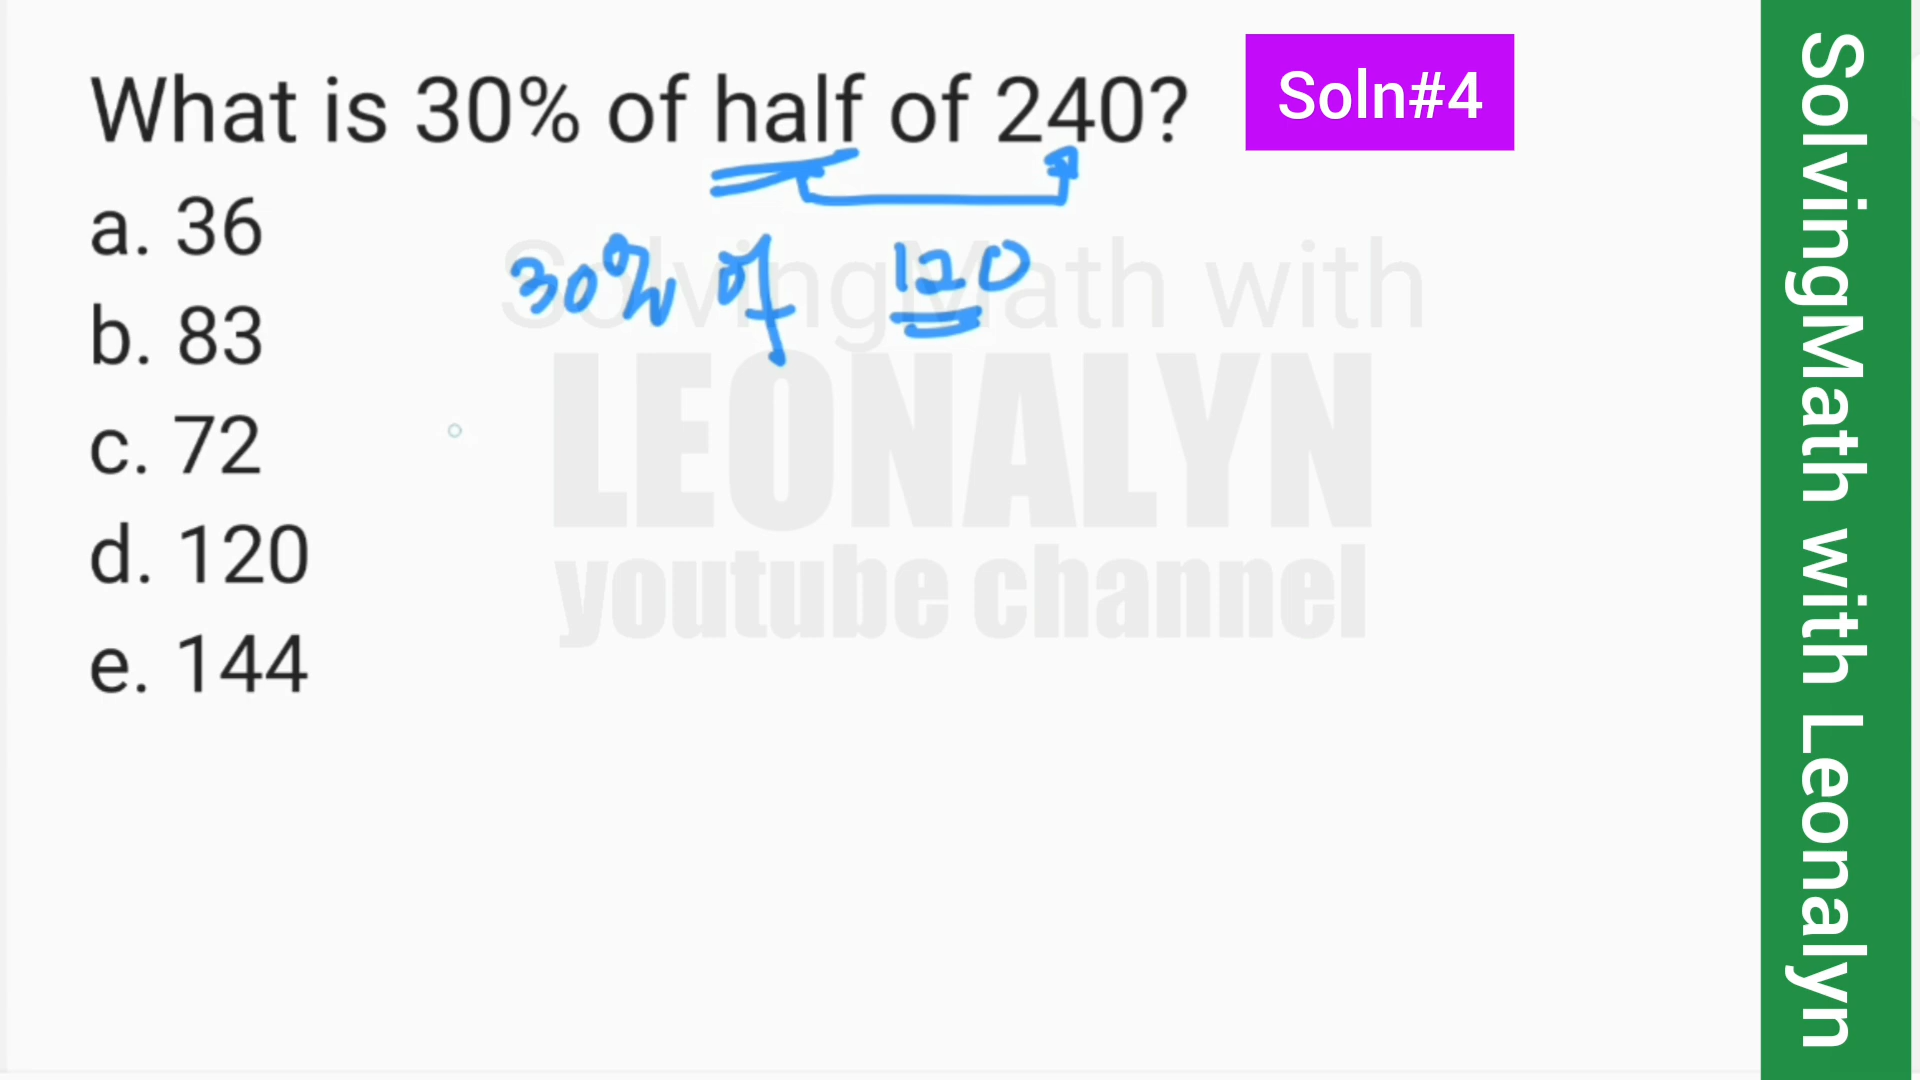 What is 30% of half of 240?
Soln#4
a. 36
30% of 120
b. 83
c. 72
d. 120
e. 144
SolvingMath with
LEONALYN
youtube channel
SolvingMath with Leonalyn